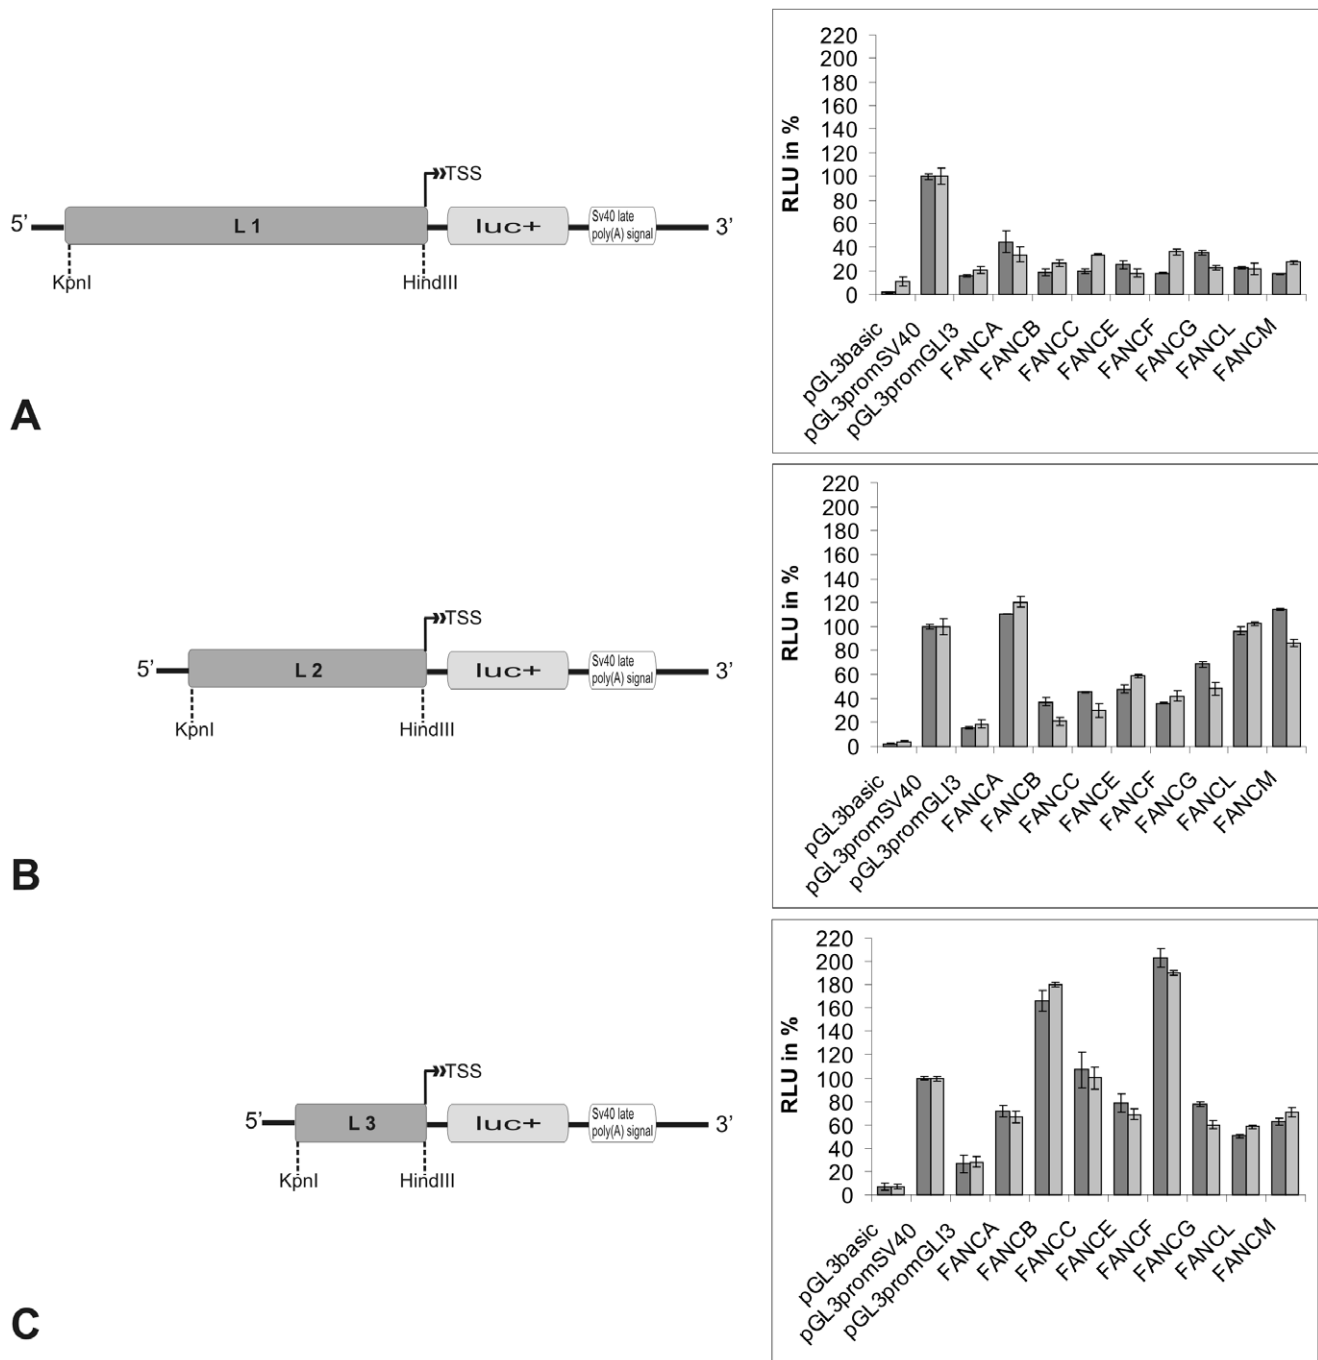 5’
L 1
TSS
luc+
Sv40 late
poly(A) signal
3’
KpnI
HindIII
A
RLU in %
220
200
180
160
140
120
100
80
60
40
20
0
pGL3basic
pGL3promSV40
pGL3promGLI3
FANCA
FANCB
FANCC
FANCE
FANCF
FANCG
FANCL
FANCM
5’
L 2
TSS
luc+
Sv40 late
poly(A) signal
3’
KpnI
HindIII
B
RLU in %
220
200
180
160
140
120
100
80
60
40
20
0
pGL3basic
pGL3promSV40
pGL3promGLI3
FANCA
FANCB
FANCC
FANCE
FANCF
FANCG
FANCL
FANCM
5’
L 3
TSS
luc+
Sv40 late
poly(A) signal
3’
KpnI
HindIII
C
RLU in %
220
200
180
160
140
120
100
80
60
40
20
0
pGL3basic
pGL3promSV40
pGL3promGLI3
FANCA
FANCB
FANCC
FANCE
FANCF
FANCG
FANCL
FANCM